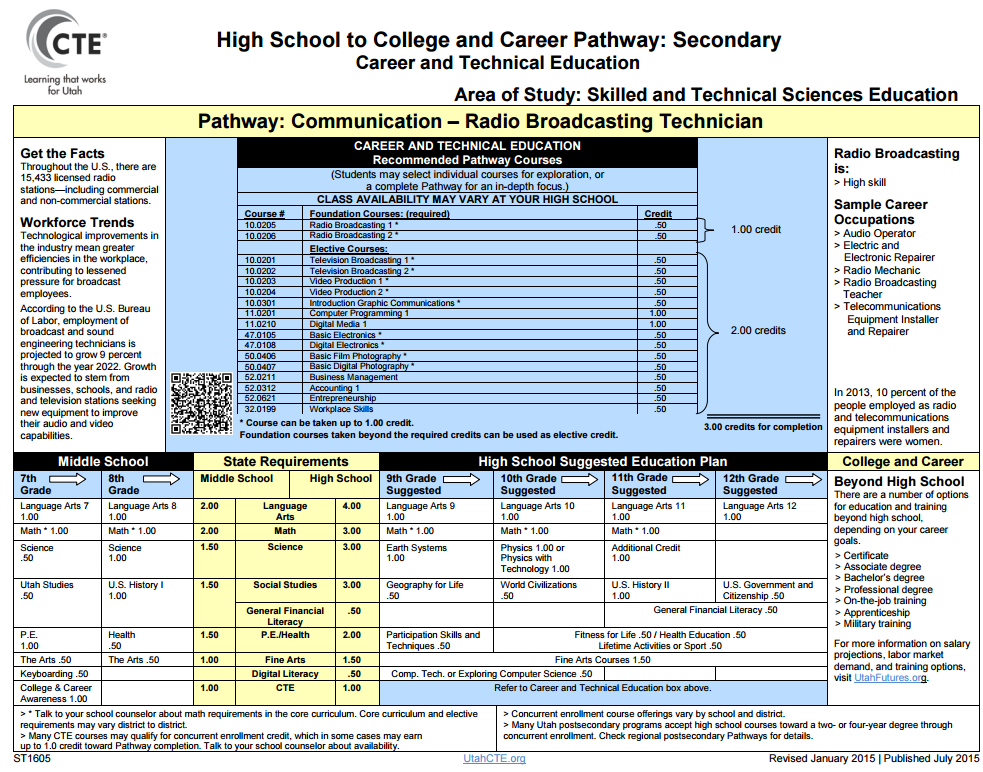 CTE®
Learning that works
for Utah
High School to College and Career Pathway: Secondary
Career and Technical Education
Area of Study: Skilled and Technical Sciences Education
Pathway: Communication – Radio Broadcasting Technician
Get the Facts
Throughout the U.S., there are
15,433 licensed radio
stations—including commercial
and non-commercial stations.
Workforce Trends
Technological improvements in
the industry mean greater
efficiencies in the workplace,
contributing to lessened
pressure for broadcast
employees.
According to the U.S. Bureau
of Labor, employment of
broadcast and sound
engineering technicians is
projected to grow 9 percent
through the year 2022. Growth
is expected to stem from
businesses, schools, and radio
and television stations seeking
new equipment to improve
their audio and video
capabilities.
CAREER AND TECHNICAL EDUCATION
Recommended Pathway Courses
(Students may select individual courses for exploration, or
a complete Pathway for an in-depth focus.)
CLASS AVAILABILITY MAY VARY AT YOUR HIGH SCHOOL
Course # Foundation Courses: (required) Credit
10.0205 Radio Broadcasting 1 * .50
10.0206 Radio Broadcasting 2 * .50
1.00 credit
Elective Courses:
10.0201 Television Broadcasting 1 * .50
10.0202 Television Broadcasting 2 * .50
10.0203 Video Production 1 * .50
10.0204 Video Production 2 * .50
10.0301 Introduction Graphic Communications * .50
11.0201 Computer Programming 1 1.00
11.0210 Digital Media 1 1.00
47.0105 Basic Electronics * .50
47.0108 Digital Electronics * .50
50.0406 Basic Film Photography * .50
50.0407 Basic Digital Photography * .50
52.0211 Business Management .50
52.0312 Accounting 1 .50
52.0621 Entrepreneurship .50
32.0199 Workplace Skills .50
2.00 credits
* Course can be taken up to 1.00 credit.
Foundation courses taken beyond the required credits can be used as elective credit.
3.00 credits for completion
Radio Broadcasting
is:
> High skill
Sample Career
Occupations
> Audio Operator
> Electric and
Electronic Repairer
> Radio Mechanic
> Radio Broadcasting
Teacher
> Telecommunications
Equipment Installer
and Repairer
In 2013, 10 percent of the
people employed as radio
and telecommunications
equipment installers and
repairers were women.
Middle School State Requirements High School Suggested Education Plan College and Career
7th Grade 8th Grade Middle School High School 9th Grade Suggested 10th Grade Suggested 11th Grade Suggested 12th Grade Suggested
Language Arts 7 1.00 Language Arts 8 1.00 2.00 Language Arts 4.00 Language Arts 9 1.00 Language Arts 10 1.00 Language Arts 11 1.00 Language Arts 12 1.00
Math * 1.00 Math * 1.00 2.00 Math 3.00 Math * 1.00 Math * 1.00 Math * 1.00
Science .50 Science 1.00 1.50 Science 3.00 Earth Systems 1.00 Physics 1.00 or Physics with Technology 1.00 Additional Credit 1.00
Utah Studies .50 U.S. History I 1.00 1.50 Social Studies 3.00 Geography for Life .50 World Civilizations .50 U.S. History II 1.00 U.S. Government and Citizenship .50
General Financial Literacy .50 General Financial Literacy .50
P.E. 1.00 Health .50 1.50 P.E./Health 2.00 Participation Skills and Techniques .50 Fitness for Life .50 / Health Education .50 Lifetime Activities or Sport .50
The Arts .50 The Arts .50 1.00 Fine Arts 1.50 Fine Arts Courses 1.50
Keyboarding .50 Digital Literacy .50 Comp. Tech. or Exploring Computer Science .50
College & Career Awareness 1.00 1.00 CTE 1.00 Refer to Career and Technical Education box above.
Beyond High School
There are a number of options
for education and training
beyond high school,
depending on your career
goals.
> Certificate
> Associate degree
> Bachelor's degree
> Professional degree
> On-the-job training
> Apprenticeship
> Military training
For more information on salary
projections, labor market
demand, and training options,
visit UtahFutures.org.
> * Talk to your school counselor about math requirements in the core curriculum. Core curriculum and elective
requirements may vary district to district.
> Many CTE courses may qualify for concurrent enrollment credit, which in some cases may earn
up to 1.0 credit toward Pathway completion. Talk to your school counselor about availability.
> Concurrent enrollment course offerings vary by school and district.
> Many Utah postsecondary programs accept high school courses toward a two- or four-year degree through
concurrent enrollment. Check regional postsecondary Pathways for details.
ST1605 UtahCTE.org Revised January 2015 | Published July 2015